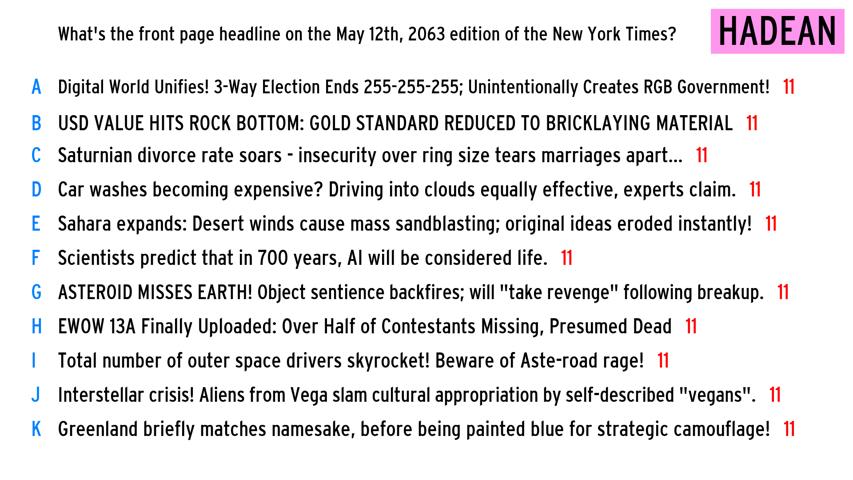 What's the front page headline on the May 12th, 2063 edition of the New York Times?
HADEAN
A Digital World Unifies! 3-Way Election Ends 255-255-255; Unintentionally Creates RGB Government! 11
B USD VALUE HITS ROCK BOTTOM: GOLD STANDARD REDUCED TO BRICKLAYING MATERIAL 11
C Saturnian divorce rate soars - insecurity over ring size tears marriages apart... 11
D Car washes becoming expensive? Driving into clouds equally effective, experts claim. 11
E Sahara expands: Desert winds cause mass sandblasting; original ideas eroded instantly! 11
F Scientists predict that in 700 years, AI will be considered life. 11
G ASTEROID MISSES EARTH! Object sentience backfires; will "take revenge" following breakup. 11
H EWOW 13A Finally Uploaded: Over Half of Contestants Missing, Presumed Dead 11
I Total number of outer space drivers skyrocket! Beware of Aste-road rage! 11
J Interstellar crisis! Aliens from Vega slam cultural appropriation by self-described "vegans". 11
K Greenland briefly matches namesake, before being painted blue for strategic camouflage! 11